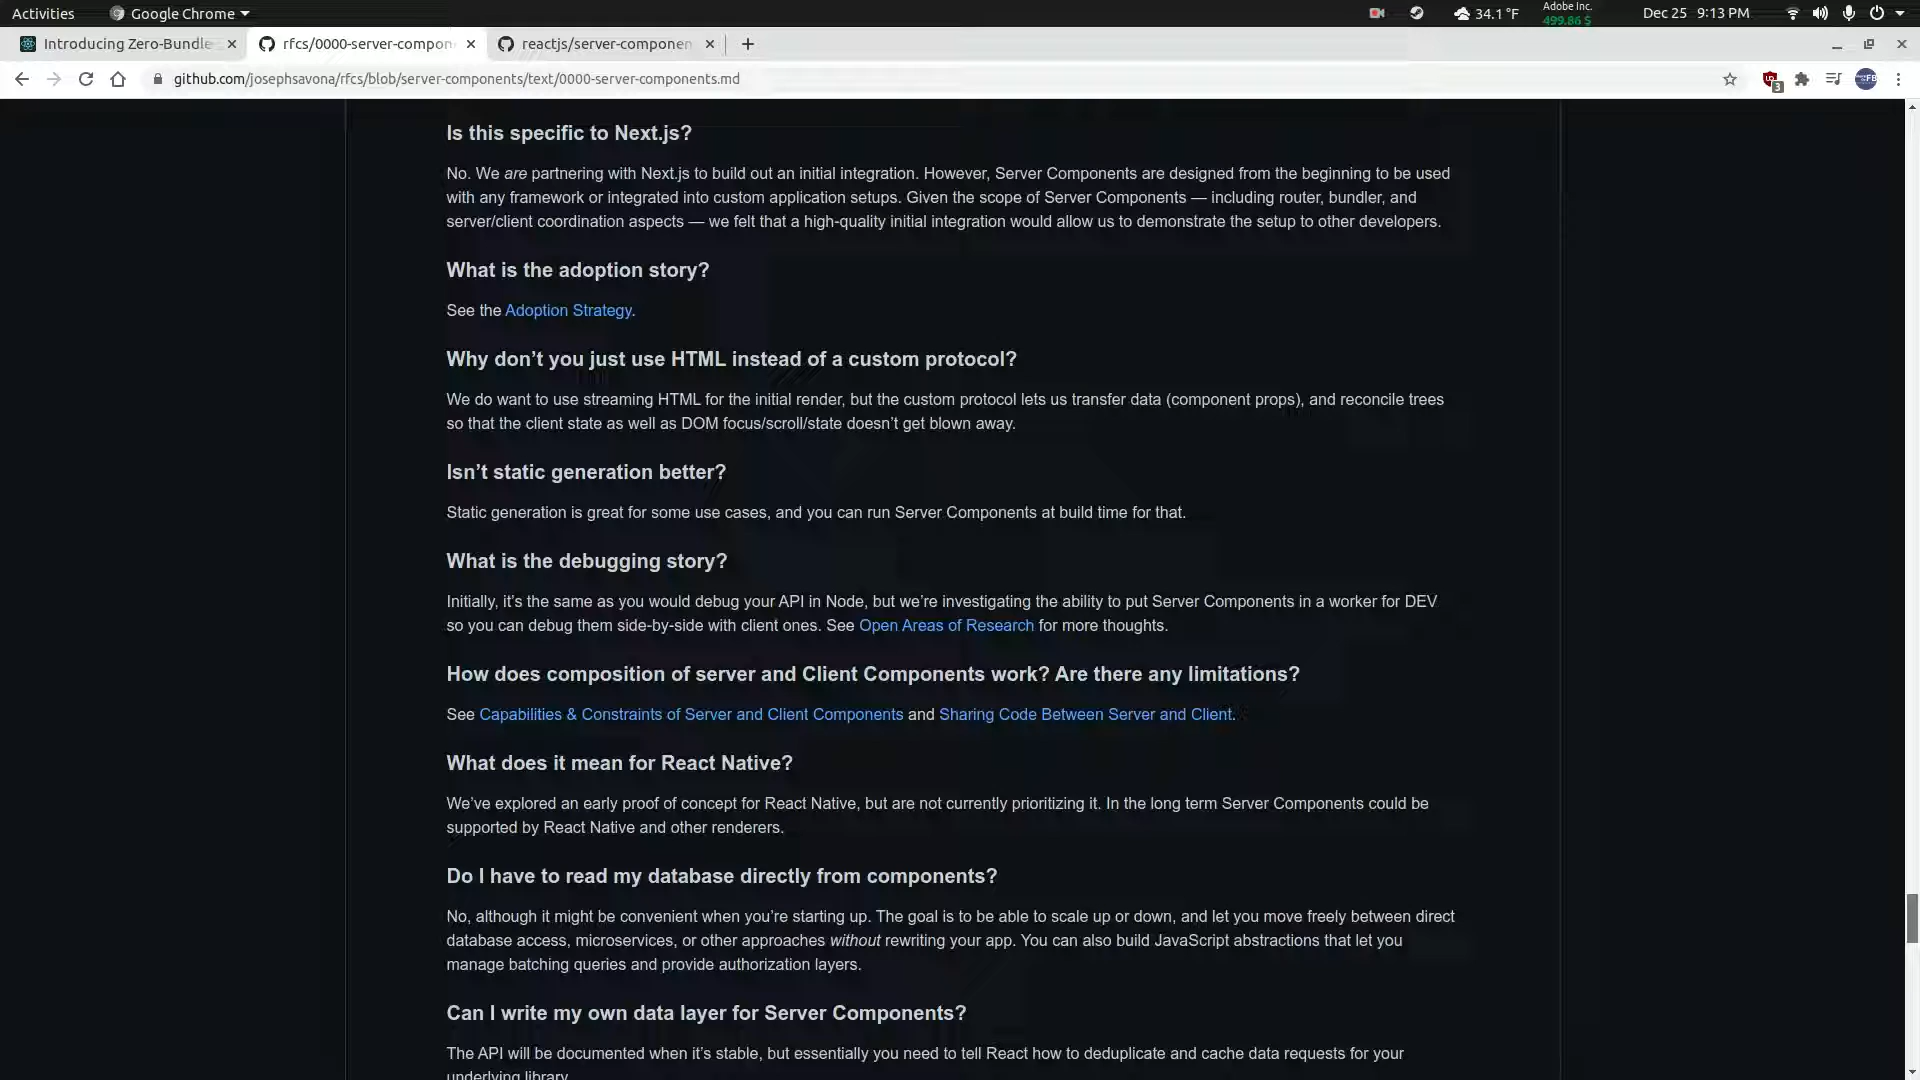 Activities
Google Chrome
34.1 °F
Adobe Inc.
499.86 $
Dec 25 9:13 PM
Introducing Zero-Bundle
rfcs/0000-server-compon
reactjs/server-componen
github.com/josephsavona/rfcs/blob/server-components/text/0000-server-components.md
3
Is this specific to Next.js?
No. We are partnering with Next.js to build out an initial integration. However, Server Components are designed from the beginning to be used
with any framework or integrated into custom application setups. Given the scope of Server Components — including router, bundler, and
server/client coordination aspects — we felt that a high-quality initial integration would allow us to demonstrate the setup to other developers.
What is the adoption story?
See the Adoption Strategy.
Why don’t you just use HTML instead of a custom protocol?
We do want to use streaming HTML for the initial render, but the custom protocol lets us transfer data (component props), and reconcile trees
so that the client state as well as DOM focus/scroll/state doesn’t get blown away.
Isn’t static generation better?
Static generation is great for some use cases, and you can run Server Components at build time for that.
What is the debugging story?
Initially, it’s the same as you would debug your API in Node, but we’re investigating the ability to put Server Components in a worker for DEV
so you can debug them side-by-side with client ones. See Open Areas of Research for more thoughts.
How does composition of server and Client Components work? Are there any limitations?
See Capabilities & Constraints of Server and Client Components and Sharing Code Between Server and Client.
What does it mean for React Native?
We’ve explored an early proof of concept for React Native, but are not currently prioritizing it. In the long term Server Components could be
supported by React Native and other renderers.
Do I have to read my database directly from components?
No, although it might be convenient when you’re starting up. The goal is to be able to scale up or down, and let you move freely between direct
database access, microservices, or other approaches without rewriting your app. You can also build JavaScript abstractions that let you
manage batching queries and provide authorization layers.
Can I write my own data layer for Server Components?
The API will be documented when it’s stable, but essentially you need to tell React how to deduplicate and cache data requests for your
underlying library.